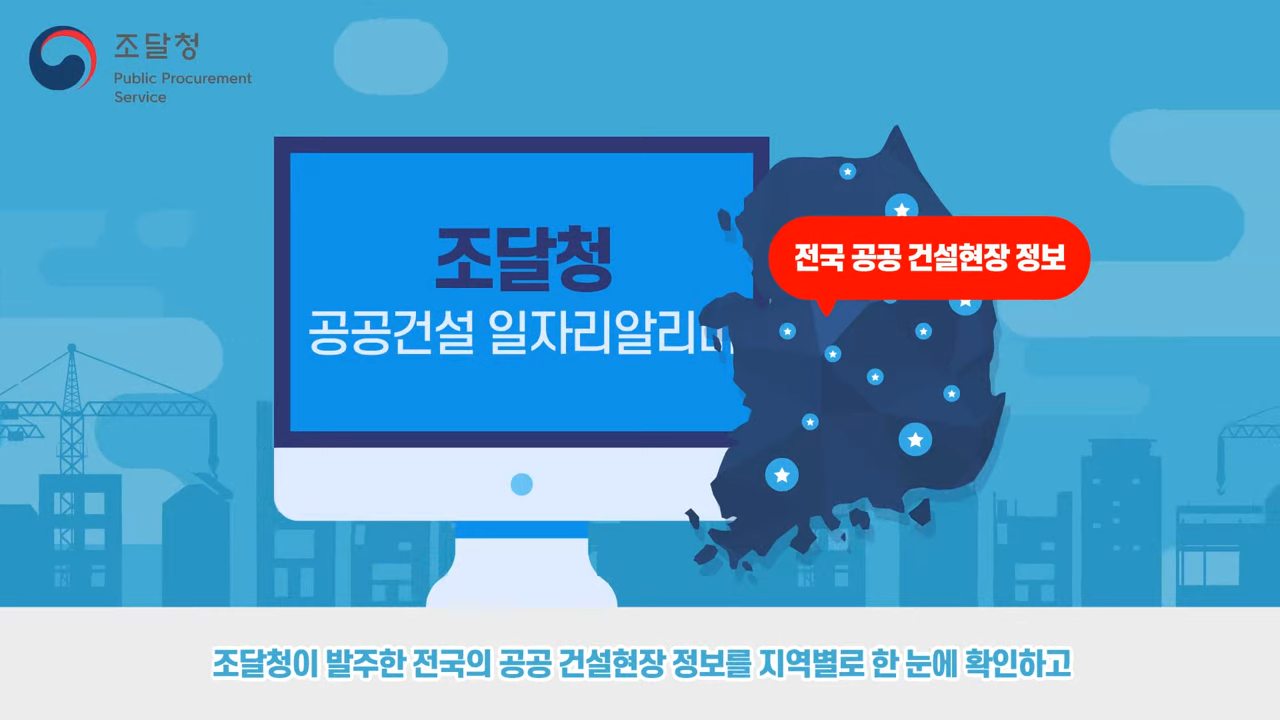 조달청
Public Procurement
Service
조달청
공공건설 일자리알리
전국 공공 건설현장 정보
조달청이 발주한 전국의 공공 건설현장 정보를 지역별로 한 눈에 확인하고